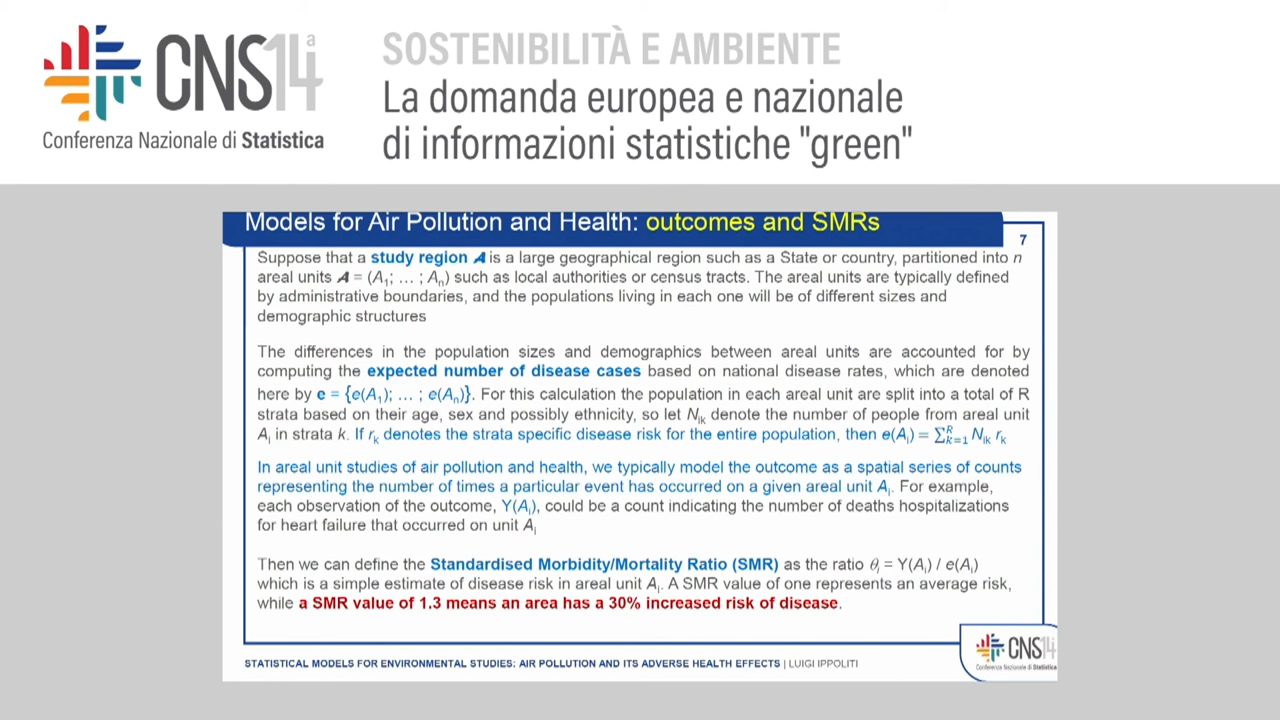 CNS14ª
Conferenza Nazionale di Statistica
SOSTENIBILITÀ E AMBIENTE
La domanda europea e nazionale
di informazioni statistiche "green"
Models for Air Pollution and Health: outcomes and SMRs
7
Suppose that a study region A is a large geographical region such as a State or country, partitioned into n
areal units A = (A₁; … ; Aₙ) such as local authorities or census tracts. The areal units are typically defined
by administrative boundaries, and the populations living in each one will be of different sizes and
demographic structures
The differences in the population sizes and demographics between areal units are accounted for by
computing the expected number of disease cases based on national disease rates, which are denoted
here by e = {e(A₁); … ; e(Aₙ)}. For this calculation the population in each areal unit are split into a total of R
strata based on their age, sex and possibly ethnicity, so let Nik denote the number of people from areal unit
Ai in strata k. If rk denotes the strata specific disease risk for the entire population, then e(Ai) = ∑ᴿₖ₌₁ Nik rk
In areal unit studies of air pollution and health, we typically model the outcome as a spatial series of counts
representing the number of times a particular event has occurred on a given areal unit Ai. For example,
each observation of the outcome, Y(Ai), could be a count indicating the number of deaths hospitalizations
for heart failure that occurred on unit Ai
Then we can define the Standardised Morbidity/Mortality Ratio (SMR) as the ratio θi = Y(Ai) / e(Ai)
which is a simple estimate of disease risk in areal unit Ai. A SMR value of one represents an average risk,
while a SMR value of 1.3 means an area has a 30% increased risk of disease.
STATISTICAL MODELS FOR ENVIRONMENTAL STUDIES: AIR POLLUTION AND ITS ADVERSE HEALTH EFFECTS | LUIGI IPPOLITI
CNS14
Conferenza Nazionale di Statistica